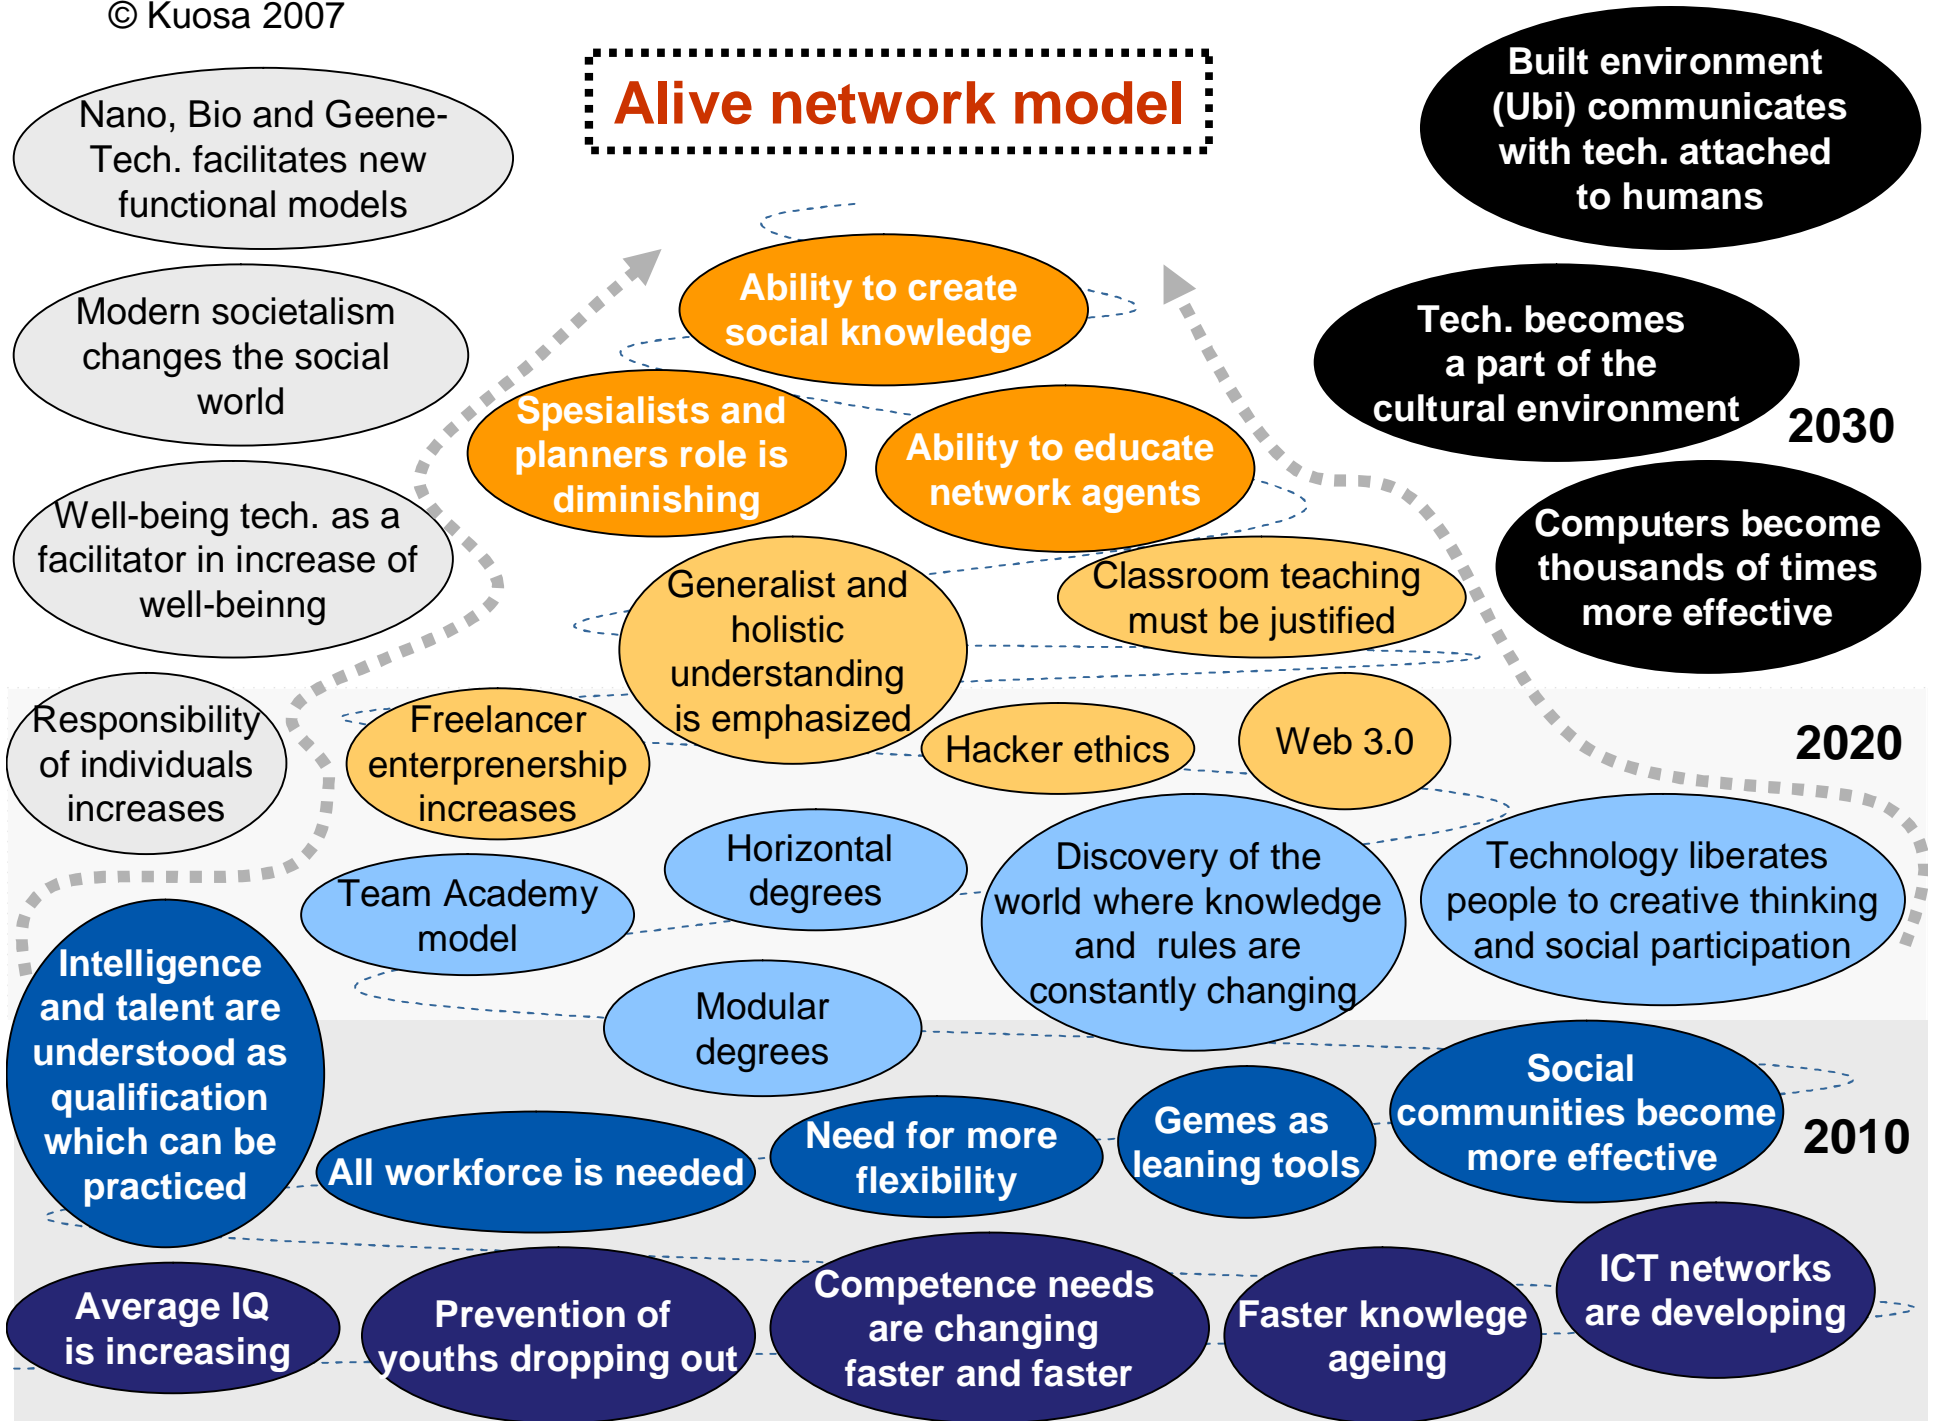 © Kuosa 2007
Alive network model
Nano, Bio and Geene-
Tech. facilitates new
functional models
Built environment
(Ubi) communicates
with tech. attached
to humans
Modern societalism
changes the social
world
Ability to create
social knowledge
Tech. becomes
a part of the
cultural environment
2030
Spesialists and
planners role is
diminishing
Ability to educate
network agents
Well-being tech. as a
facilitator in increase of
well-beinng
Computers become
thousands of times
more effective
Generalist and
holistic
understanding
is emphasized
Classroom teaching
must be justified
Responsibility
of individuals
increases
Freelancer
enterprenership
increases
Hacker ethics
Web 3.0
2020
Team Academy
model
Horizontal
degrees
Discovery of the
world where knowledge
and  rules are
constantly changing
Technology liberates
people to creative thinking
and social participation
Intelligence
and talent are
understood as
qualification
which can be
practiced
Modular
degrees
All workforce is needed
Need for more
flexibility
Gemes as
leaning tools
Social
communities become
more effective
2010
Average IQ
is increasing
Prevention of
youths dropping out
Competence needs
are changing
faster and faster
Faster knowlege
ageing
ICT networks
are developing